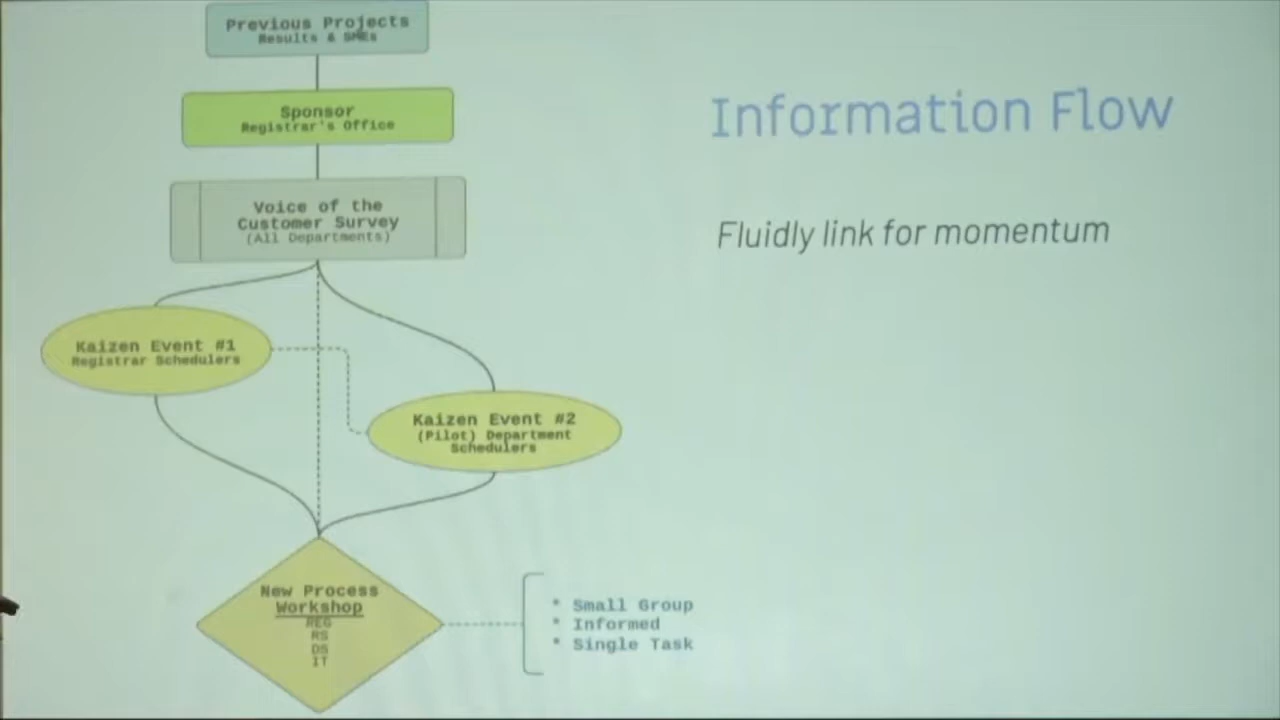 Previous Projects
Results & SMEs
Sponsor
Registrar's Office
Voice of the
Customer Survey
(All Departments)
Kaizen Event #1
Registrar Schedulers
Kaizen Event #2
(Pilot) Department
Schedulers
New Process
Workshop
REG
RS
DS
IT
* Small Group
* Informed
* Single Task
Information Flow
Fluidly link for momentum